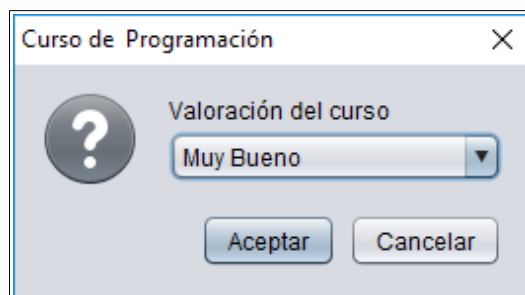 Curso de Programación
Valoración del curso
Muy Bueno
Aceptar Cancelar